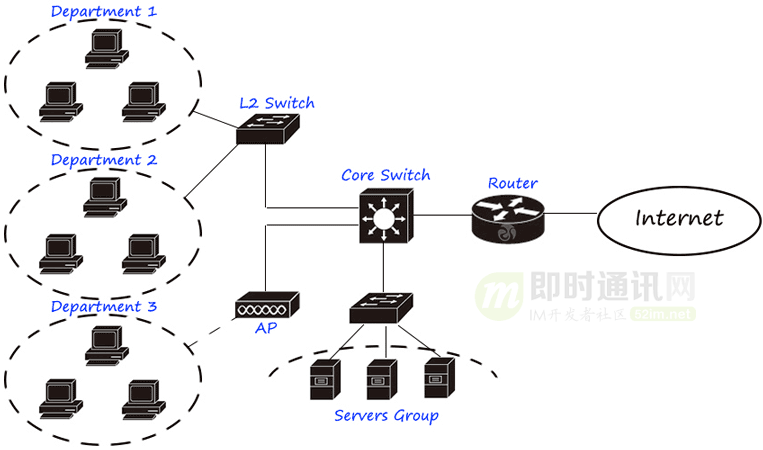 Department 1
L2 Switch
Department 2
Core Switch
Router
Internet
Department 3
AP
Servers Group
m 即时通讯网
IM开发者社区 52im.net